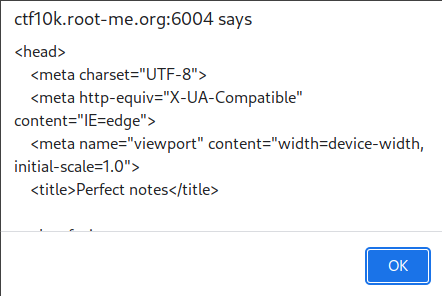 ctf10k.root-me.org:6004 says
<head>
<meta charset="UTF-8">
<meta http-equiv="X-UA-Compatible"
content="IE=edge">
<meta name="viewport" content="width=device-width,
initial-scale=1.0">
<title>Perfect notes</title>
OK